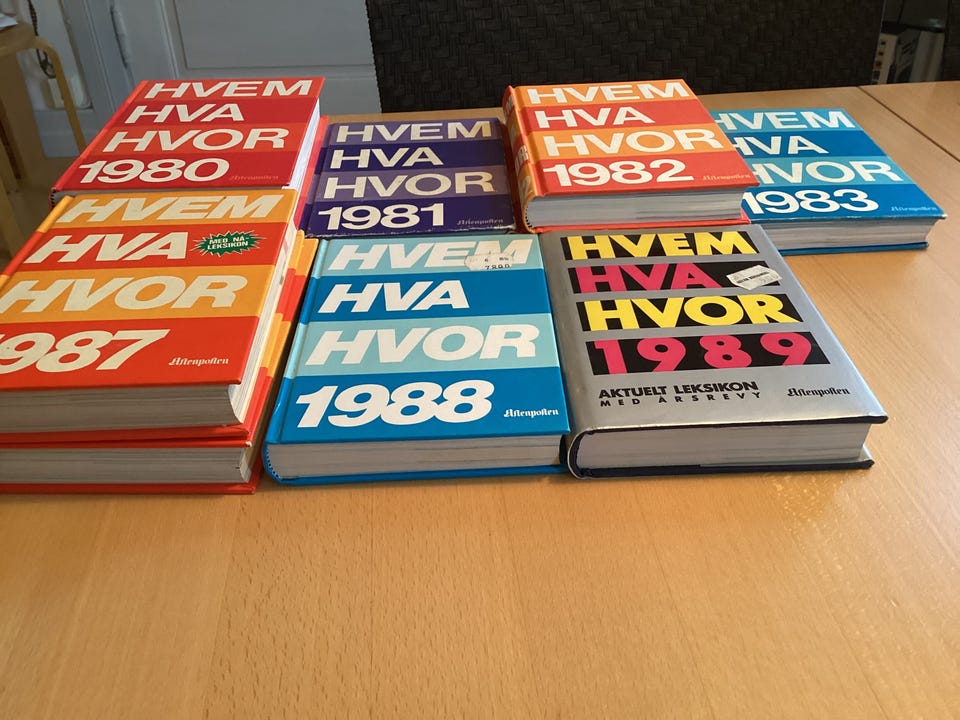 HVEM
HVA
HVOR
1980
Aftenposten
HVEM
HVA
HVOR
1981
Aftenposten
HVEM
HVA
HVOR
1982
Aftenposten
HVEM
HVA
HVOR
1983
Aftenposten
HVEM
HVA
MED NÅ-
LEKSIKON
HVOR
1987
Aftenposten
HVEM
HVA
HVOR
1988
Aftenposten
HVEM
HVA
HVOR
1989
AKTUELT LEKSIKON
MED ÅRSREVY
Aftenposten